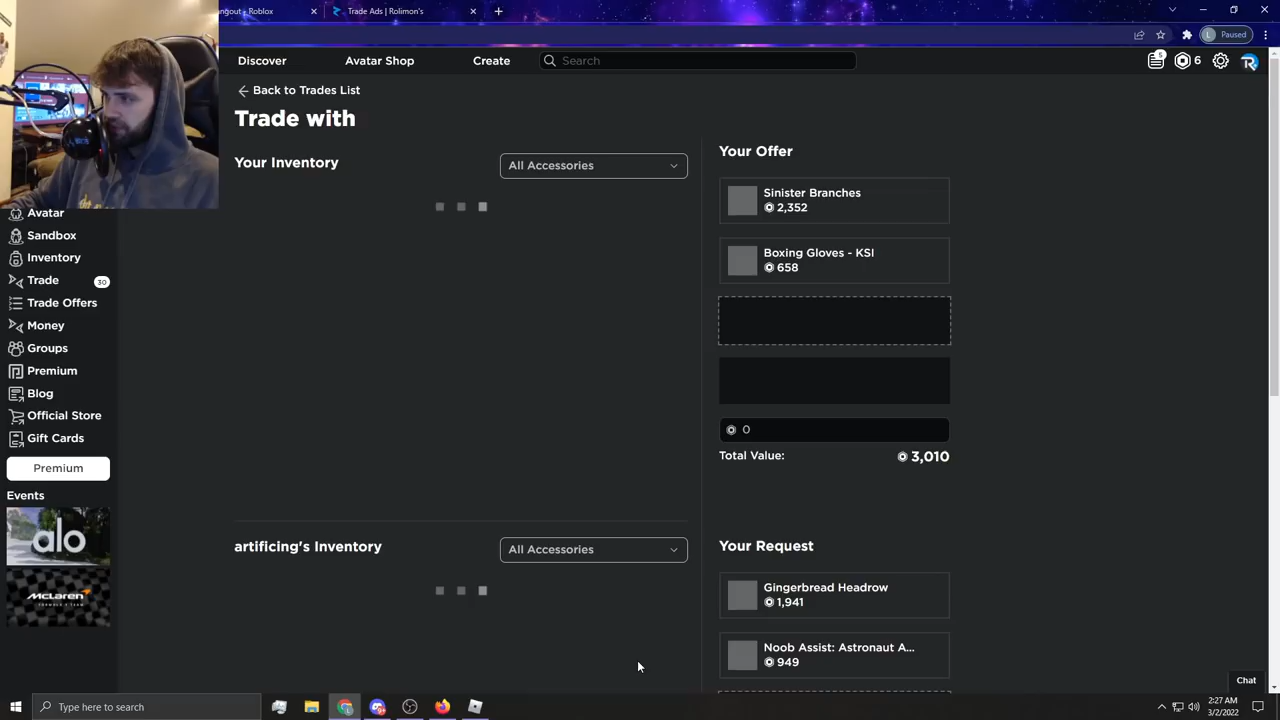 angout - Roblox
Trade Ads | Rolimon's
Paused
Discover
Avatar Shop
Create
Search
5
6
Back to Trades List
Trade with
Your Inventory
All Accessories
Your Offer
Sinister Branches
2,352
Boxing Gloves - KSI
658
0
Total Value:
3,010
Avatar
Sandbox
Inventory
Trade
30
Trade Offers
Money
Groups
Premium
Blog
Official Store
Gift Cards
Premium
Events
alo
McLaren
artificing's Inventory
All Accessories
Your Request
Gingerbread Headrow
1,941
Noob Assist: Astronaut A...
949
Chat
Type here to search
2:27 AM
3/2/2022